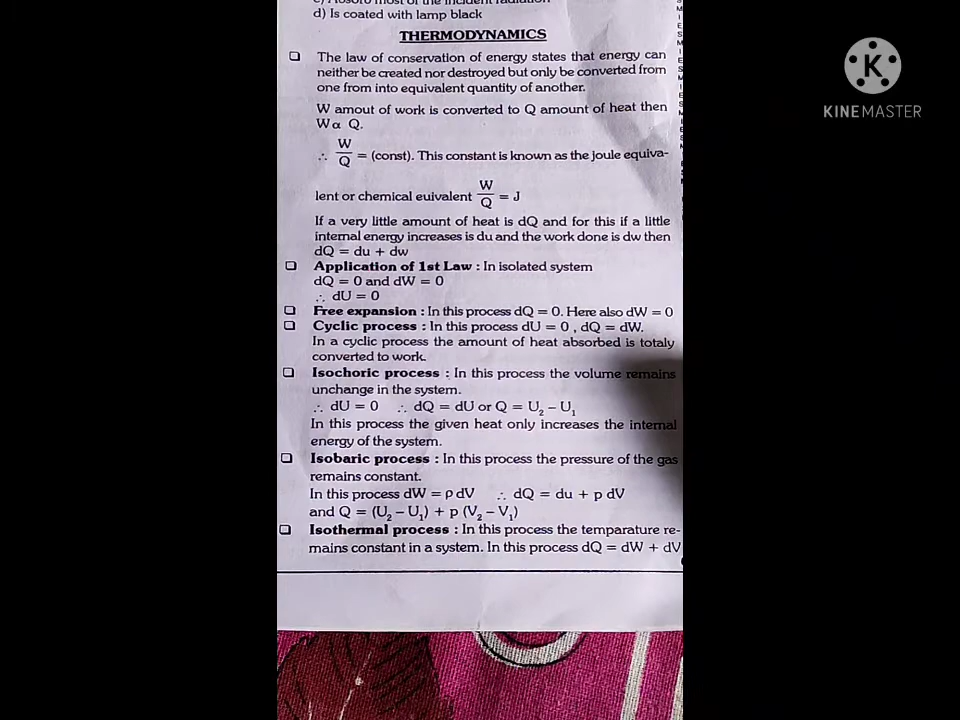 c) Absorb most of the incident radiation
d) Is coated with lamp black
THERMODYNAMICS
❑ The law of conservation of energy states that energy can
neither be created nor destroyed but only be converted from
one from into equivalent quantity of another.
W amout of work is converted to Q amount of heat then
W α Q.
∴ W/Q = (const). This constant is known as the Joule equiva-
lent or chemical euivalent W/Q = J
If a very little amount of heat is dQ and for this if a little
internal energy increases is du and the work done is dw then
dQ = du + dw
❑ Application of 1st Law : In isolated system
dQ = 0 and dW = 0
∴ dU = 0
❑ Free expansion : In this process dQ = 0. Here also dW = 0
❑ Cyclic process : In this process dU = 0 , dQ = dW.
In a cyclic process the amount of heat absorbed is totaly
converted to work.
❑ Isochoric process : In this process the volume remains
unchange in the system.
∴ dU = 0 ∴ dQ = dU or Q = U₂ – U₁
In this process the given heat only increases the internal
energy of the system.
❑ Isobaric process : In this process the pressure of the gas
remains constant.
In this process dW = ρ dV ∴ dQ = du + p dV
and Q = (U₂ – U₁) + p (V₂ – V₁)
❑ Isothermal process : In this process the temparature re-
mains constant in a system. In this process dQ = dW + dV
K
KINEMASTER